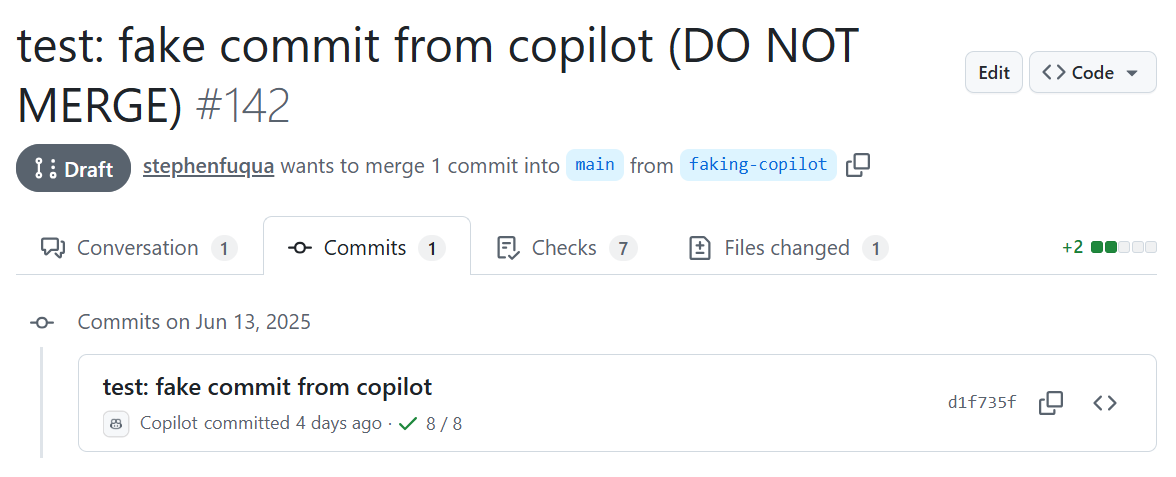 test: fake commit from copilot (DO NOT
MERGE) #142
Edit
Code
Draft
stephenfuqua wants to merge 1 commit into main from faking-copilot
Conversation 1
Commits 1
Checks 7
Files changed 1
+2
Commits on Jun 13, 2025
test: fake commit from copilot
d1f735f
Copilot committed 4 days ago · 8 / 8